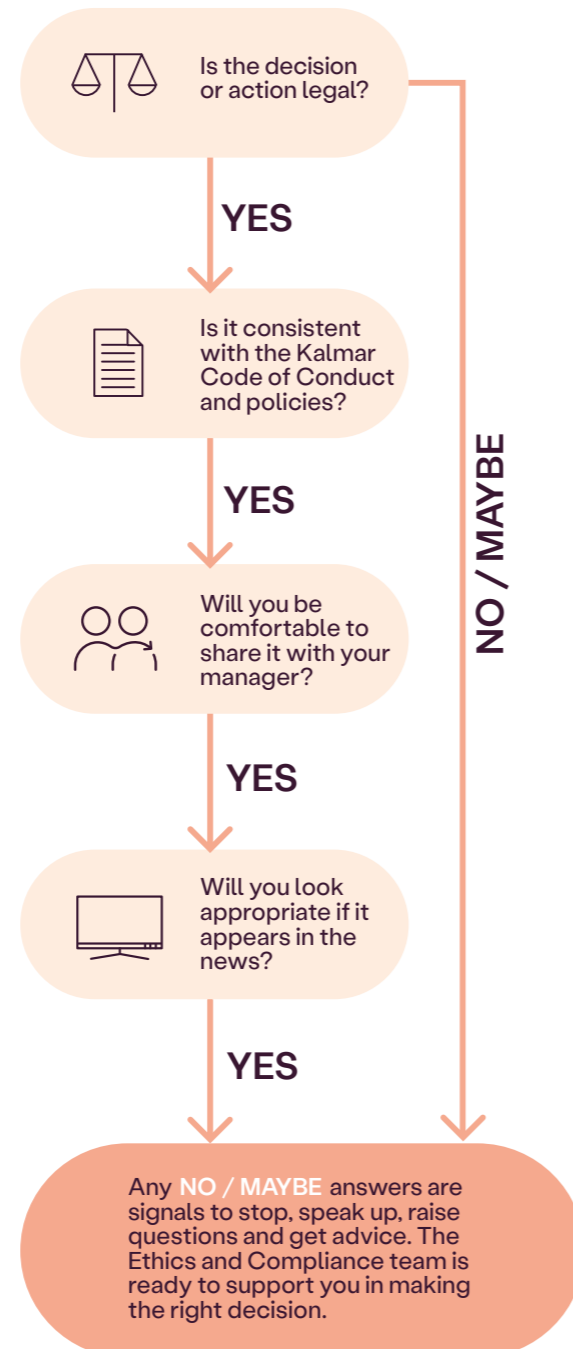 Is the decision
or action legal?
YES
Is it consistent
with the Kalmar
Code of Conduct
and policies?
YES
NO / MAYBE
Will you be
comfortable to
share it with your
manager?
YES
Will you look
appropriate if it
appears in the
news?
YES
Any NO / MAYBE answers are
signals to stop, speak up, raise
questions and get advice. The
Ethics and Compliance team is
ready to support you in making
the right decision.